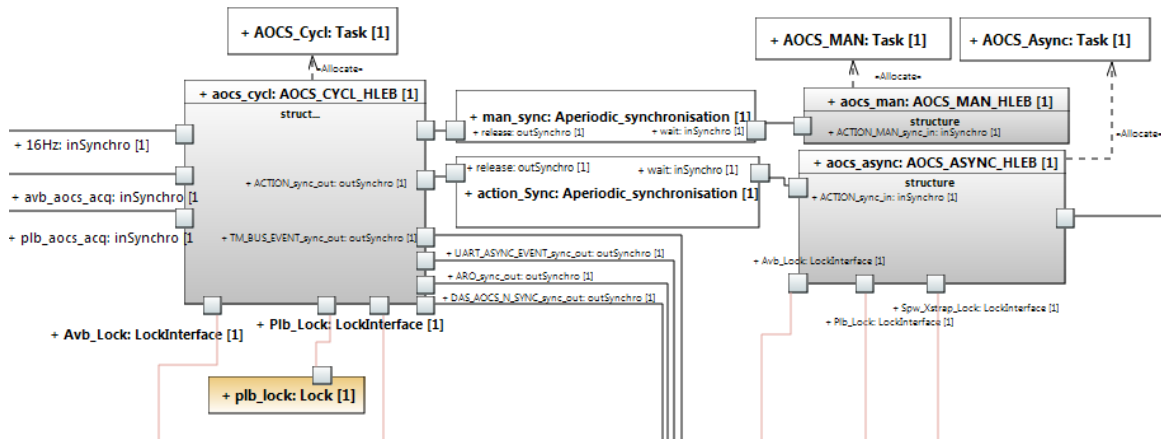 + AOCS_Cycl: Task [1]
+ AOCS_MAN: Task [1]
+ AOCS_Async: Task [1]
«Allocate»
«Allocate»
«Allocate»
+ aocs_cycl: AOCS_CYCL_HLEB [1]
struct...
+ man_sync: Aperiodic_synchronisation [1]
+ release: outSynchro [1]
+ wait: inSynchro [1]
+ aocs_man: AOCS_MAN_HLEB [1]
structure
+ ACTION_MAN_sync_in: inSynchro [1]
+ 16Hz: inSynchro [1]
+ avb_aocs_acq: inSynchro [1
+ plb_aocs_acq: inSynchro [1
+ ACTION_sync_out: outSynchro [1]
+ release: outSynchro [1]
+ wait: inSynchro [1]
+ action_Sync: Aperiodic_synchronisation [1]
+ aocs_async: AOCS_ASYNC_HLEB [1]
structure
+ ACTION_sync_in: inSynchro [1]
+ TM_BUS_EVENT_sync_out: outSynchro [1]
+ UART_ASYNC_EVENT_sync_out: outSynchro [1]
+ ARO_sync_out: outSynchro [1]
+ DAS_AOCS_N_SYNC_sync_out: outSynchro [1]
+ Avb_Lock: LockInterface [1]
+ Plb_Lock: LockInterface [1]
+ Avb_Lock: LockInterface [1]
+ Spw_Xstrap_Lock: LockInterface [1]
+ Plb_Lock: LockInterface [1]
+ plb_lock: Lock [1]